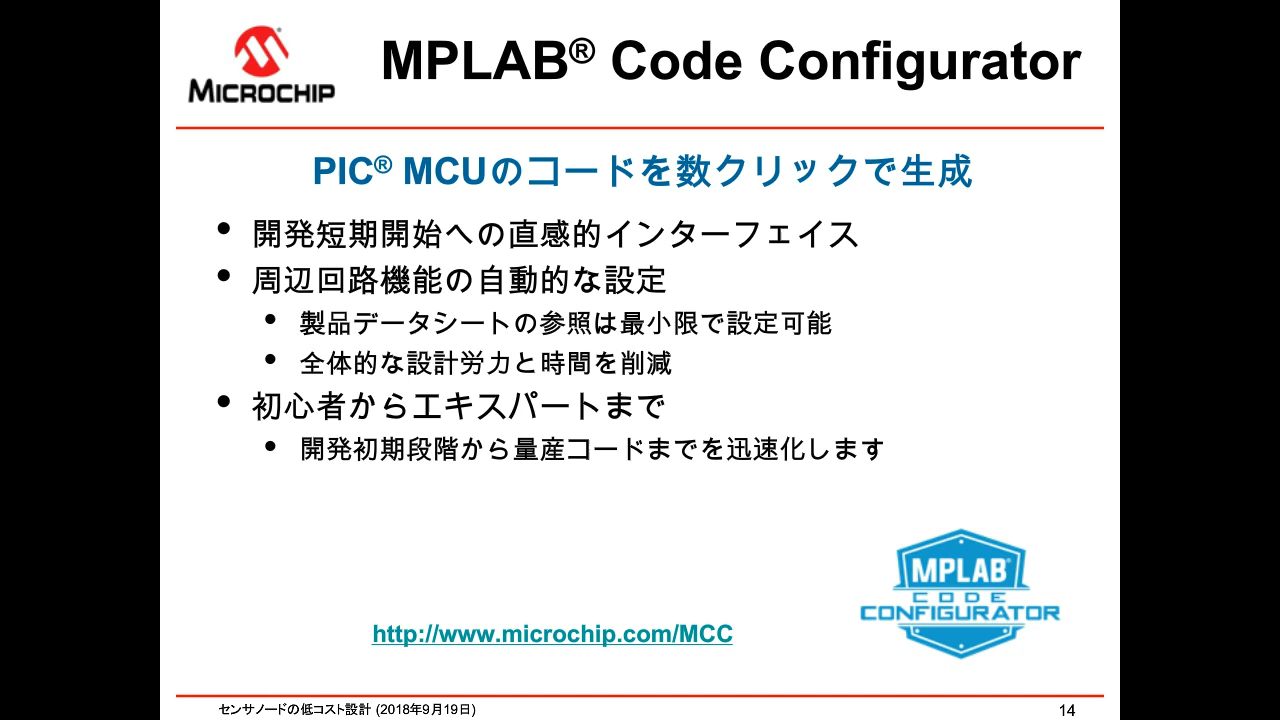 MICROCHIP
MPLAB® Code Configurator
PIC® MCUのコードを数クリックで生成
• 開発短期開始への直感的インターフェイス
• 周辺回路機能の自動的な設定
• 製品データシートの参照は最小限で設定可能
• 全体的な設計労力と時間を削減
• 初心者からエキスパートまで
• 開発初期段階から量産コードまでを迅速化します
MPLAB®
CODE
CONFIGURATOR
http://www.microchip.com/MCC
センサノードの低コスト設計 (2018年9月19日)
14